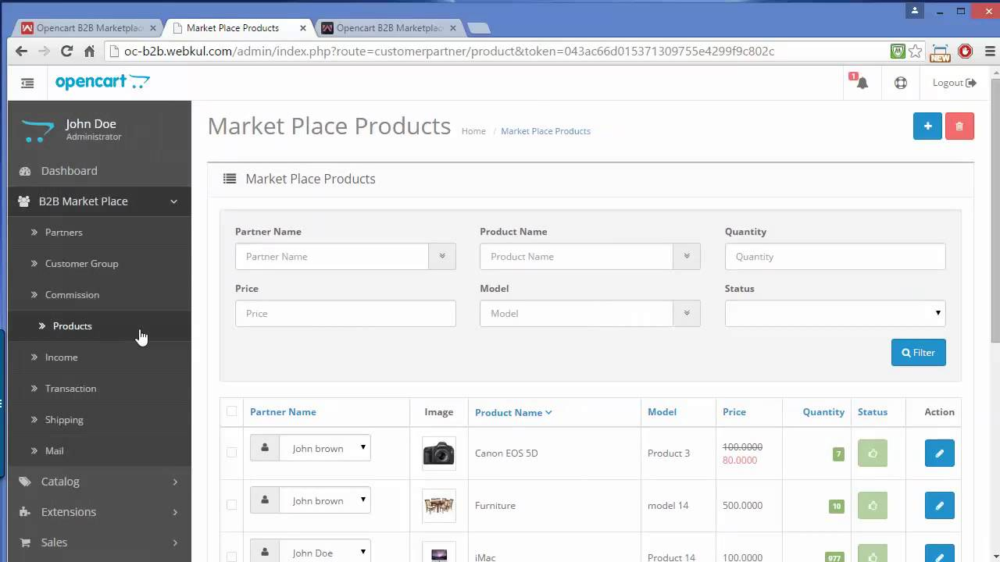 Opencart B2B Marketplac
Market Place Products
Opencart B2B Marketplac
oc-b2b.webkul.com/admin/index.php?route=customerpartner/product&token=043ac66d015371309755e4299f9c802c
NEW
opencart
1
Logout
John Doe
Administrator
Market Place Products
Home / Market Place Products
Dashboard
B2B Market Place
Partners
Customer Group
Commission
Products
Income
Transaction
Shipping
Mail
Catalog
Extensions
Sales
Market Place Products
Partner Name
Product Name
Quantity
Partner Name
Product Name
Quantity
Price
Model
Status
Price
Model
Filter
Partner Name Image Product Name Model Price Quantity Status Action
John brown Canon EOS 5D Product 3 100.0000 7
80.0000
John brown Furniture model 14 500.0000 10
John Doe iMac Product 14 100.0000 977